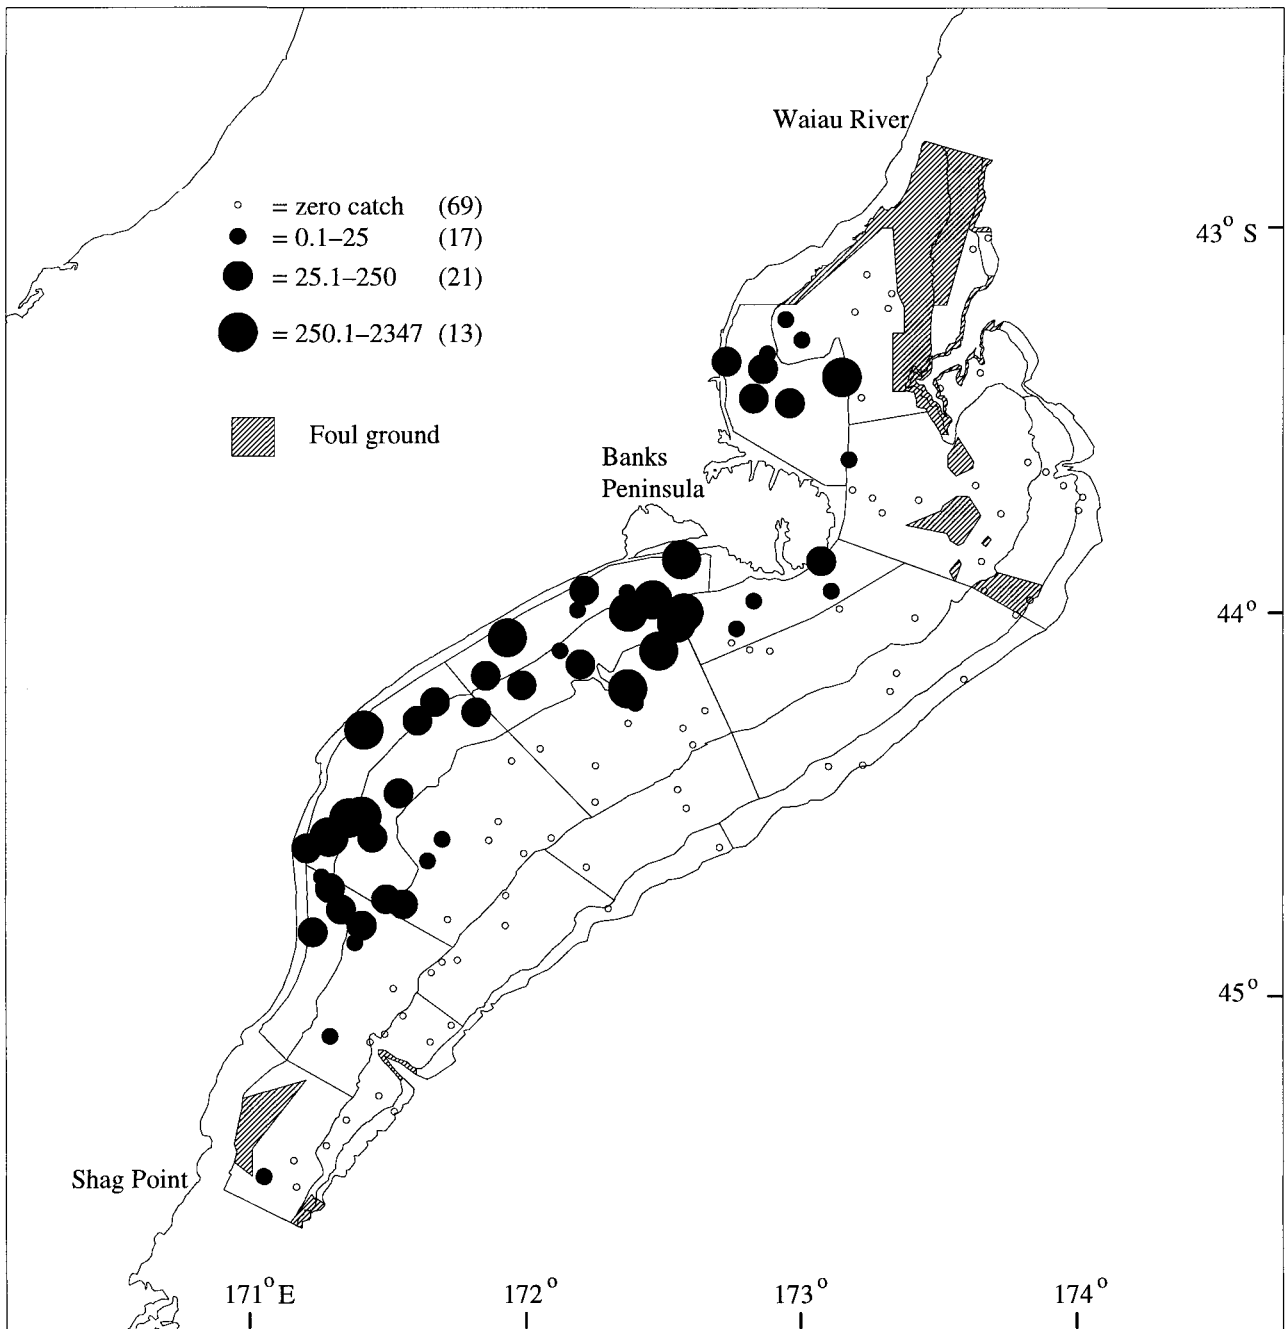 Waiau River
= zero catch (69)
= 0.1–25 (17)
= 25.1–250 (21)
= 250.1–2347 (13)
Foul ground
43° S
Banks
Peninsula
44°
45°
Shag Point
171° E 172° 173° 174°